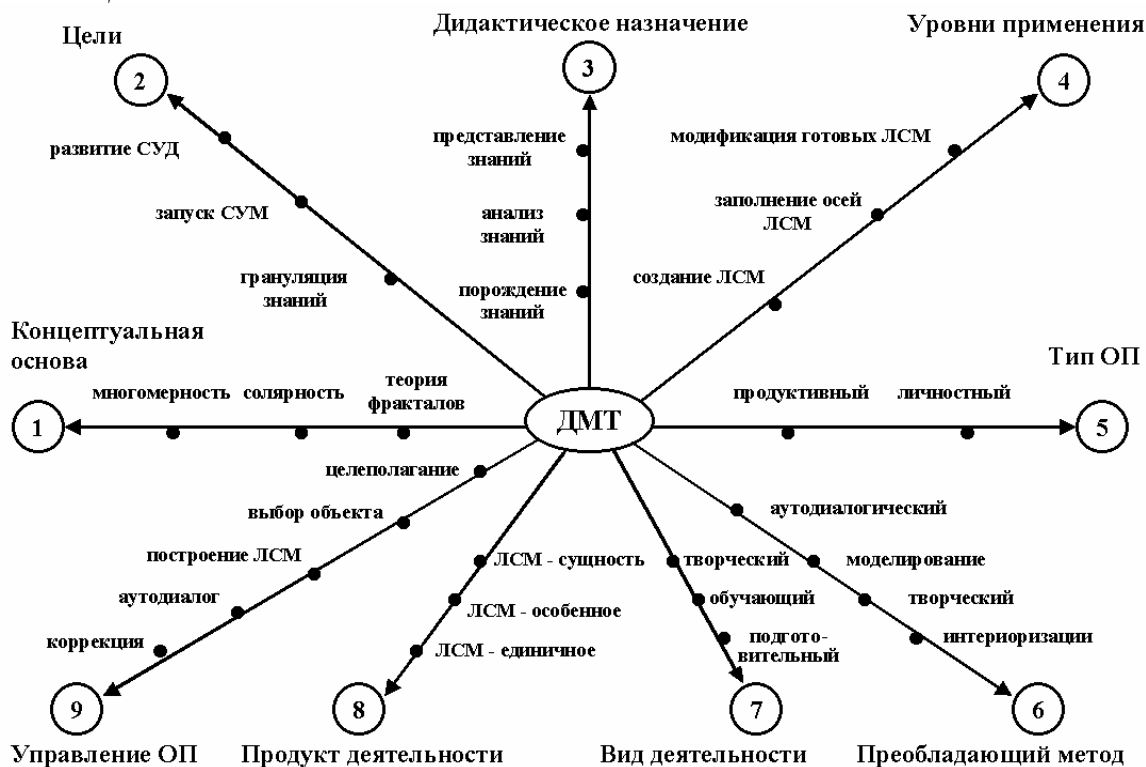 Цели
Дидактическое назначение
Уровни применения
2
3
4
развитие СУД
запуск СУМ
грануляция
знаний
представление
знаний
анализ
знаний
порождение
знаний
модификация готовых ЛСМ
заполнение осей
ЛСМ
создание ЛСМ
Концептуальная
основа
1
многомерность
солярность
теория
фракталов
ДМТ
продуктивный
личностный
Тип ОП
5
целеполагание
выбор объекта
построение ЛСМ
аутодиалог
коррекция
ЛСМ - сущность
ЛСМ - особенное
ЛСМ - единичное
творческий
обучающий
подгото-
вительный
аутодиалогический
моделирование
творческий
интериоризации
9
8
7
6
Управление ОП
Продукт деятельности
Вид деятельности
Преобладающий метод